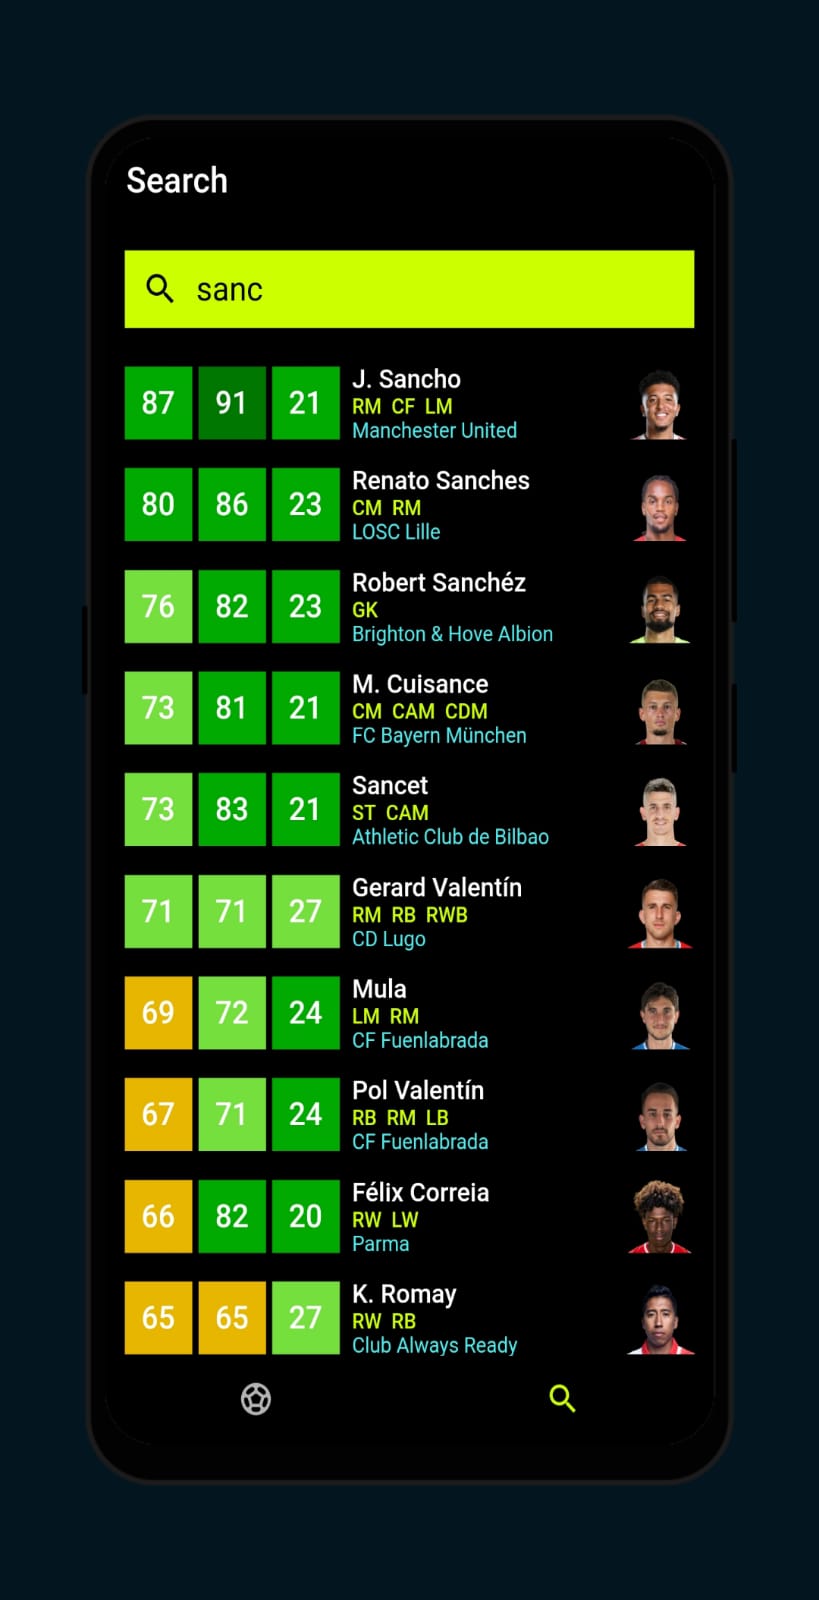 Search
sanc
87 91 21 J. Sancho
RM CF LM
Manchester United
80 86 23 Renato Sanches
CM RM
LOSC Lille
76 82 23 Robert Sanchéz
GK
Brighton & Hove Albion
73 81 21 M. Cuisance
CM CAM CDM
FC Bayern München
73 83 21 Sancet
ST CAM
Athletic Club de Bilbao
71 71 27 Gerard Valentín
RM RB RWB
CD Lugo
69 72 24 Mula
LM RM
CF Fuenlabrada
67 71 24 Pol Valentín
RB RM LB
CF Fuenlabrada
66 82 20 Félix Correia
RW LW
Parma
65 65 27 K. Romay
RW RB
Club Always Ready